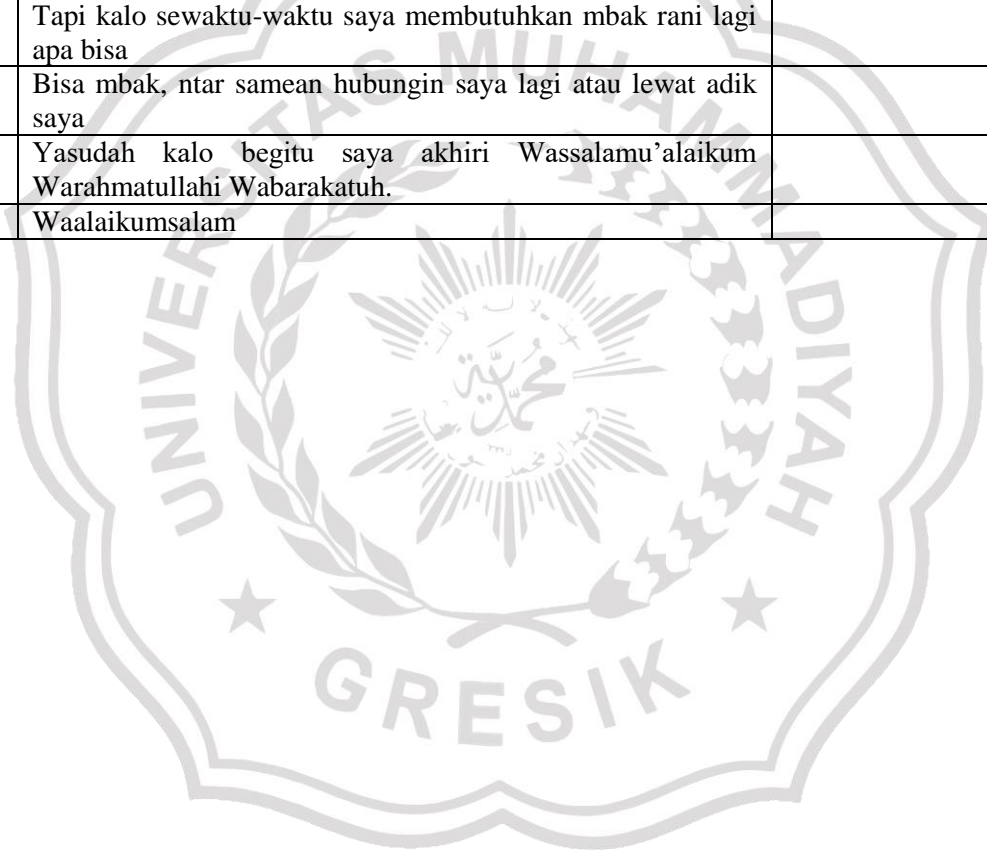 Tapi kalo sewaktu-waktu saya membutuhkan mbak rani lagi
apa bisa
Bisa mbak, ntar samean hubungin saya lagi atau lewat adik
saya
Yasudah kalo begitu saya akhiri Wassalamu’alaikum
Warahmatullahi Wabarakatuh.
Waalaikumsalam
UNIVERSITAS MUHAMMADIYAH
GRESIK